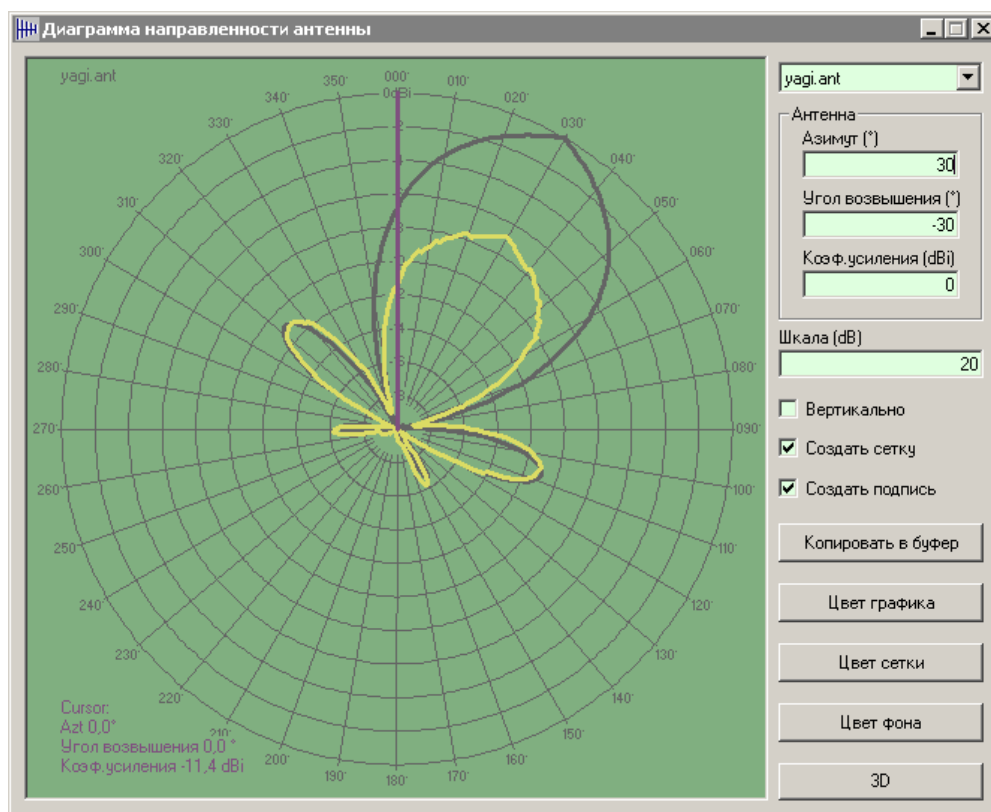 Диаграмма направленности антенны
yagi.ant
000°
0dBi
010°
020°
030°
040°
050°
060°
070°
080°
090°
100°
110°
120°
130°
140°
150°
160°
170°
180°
190°
200°
210°
220°
230°
240°
250°
260°
270°
280°
290°
300°
310°
320°
330°
340°
350°
Cursor:
Azt 0,0°
Угол возвышения 0,0 °
Коэф.усиления -11,4 dBi
yagi.ant
Антенна
Азимут (°)
30
Угол возвышения (°)
-30
Коэф.усиления (dBi)
0
Шкала (dB)
20
Вертикально
Создать сетку
Создать подпись
Копировать в буфер
Цвет графика
Цвет сетки
Цвет фона
3D